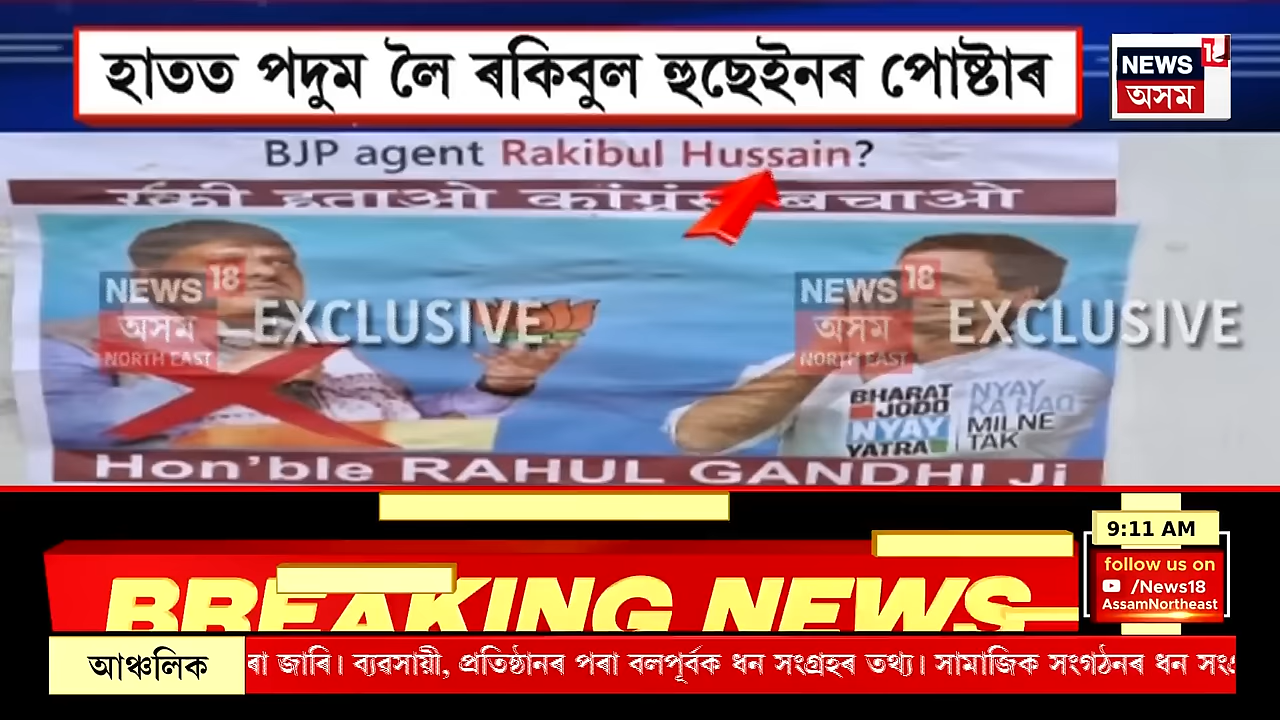 হাতত পদুম লৈ ৰকিবুল হুছেইনৰ পোষ্টাৰ
NEWS 18
অসম
BJP agent Rakibul Hussain?
रकी हताओ कांग्रेस बचाओ
NEWS 18
অসম
NORTH EAST
EXCLUSIVE
NEWS 18
অসম
NORTH EAST
EXCLUSIVE
BHARAT
JODO
NYAY
YATRA
NYAY
KA HAQ
MILNE
TAK
Hon'ble RAHUL GANDHI Ji
BREAKING NEWS
9:11 AM
follow us on
/News18
AssamNortheast
আঞ্চলিক
ৰা জাৰি। ব্যৱসায়ী, প্ৰতিষ্ঠানৰ পৰা বলপূৰ্বক ধন সংগ্ৰহৰ তথ্য। সামাজিক সংগঠনৰ ধন